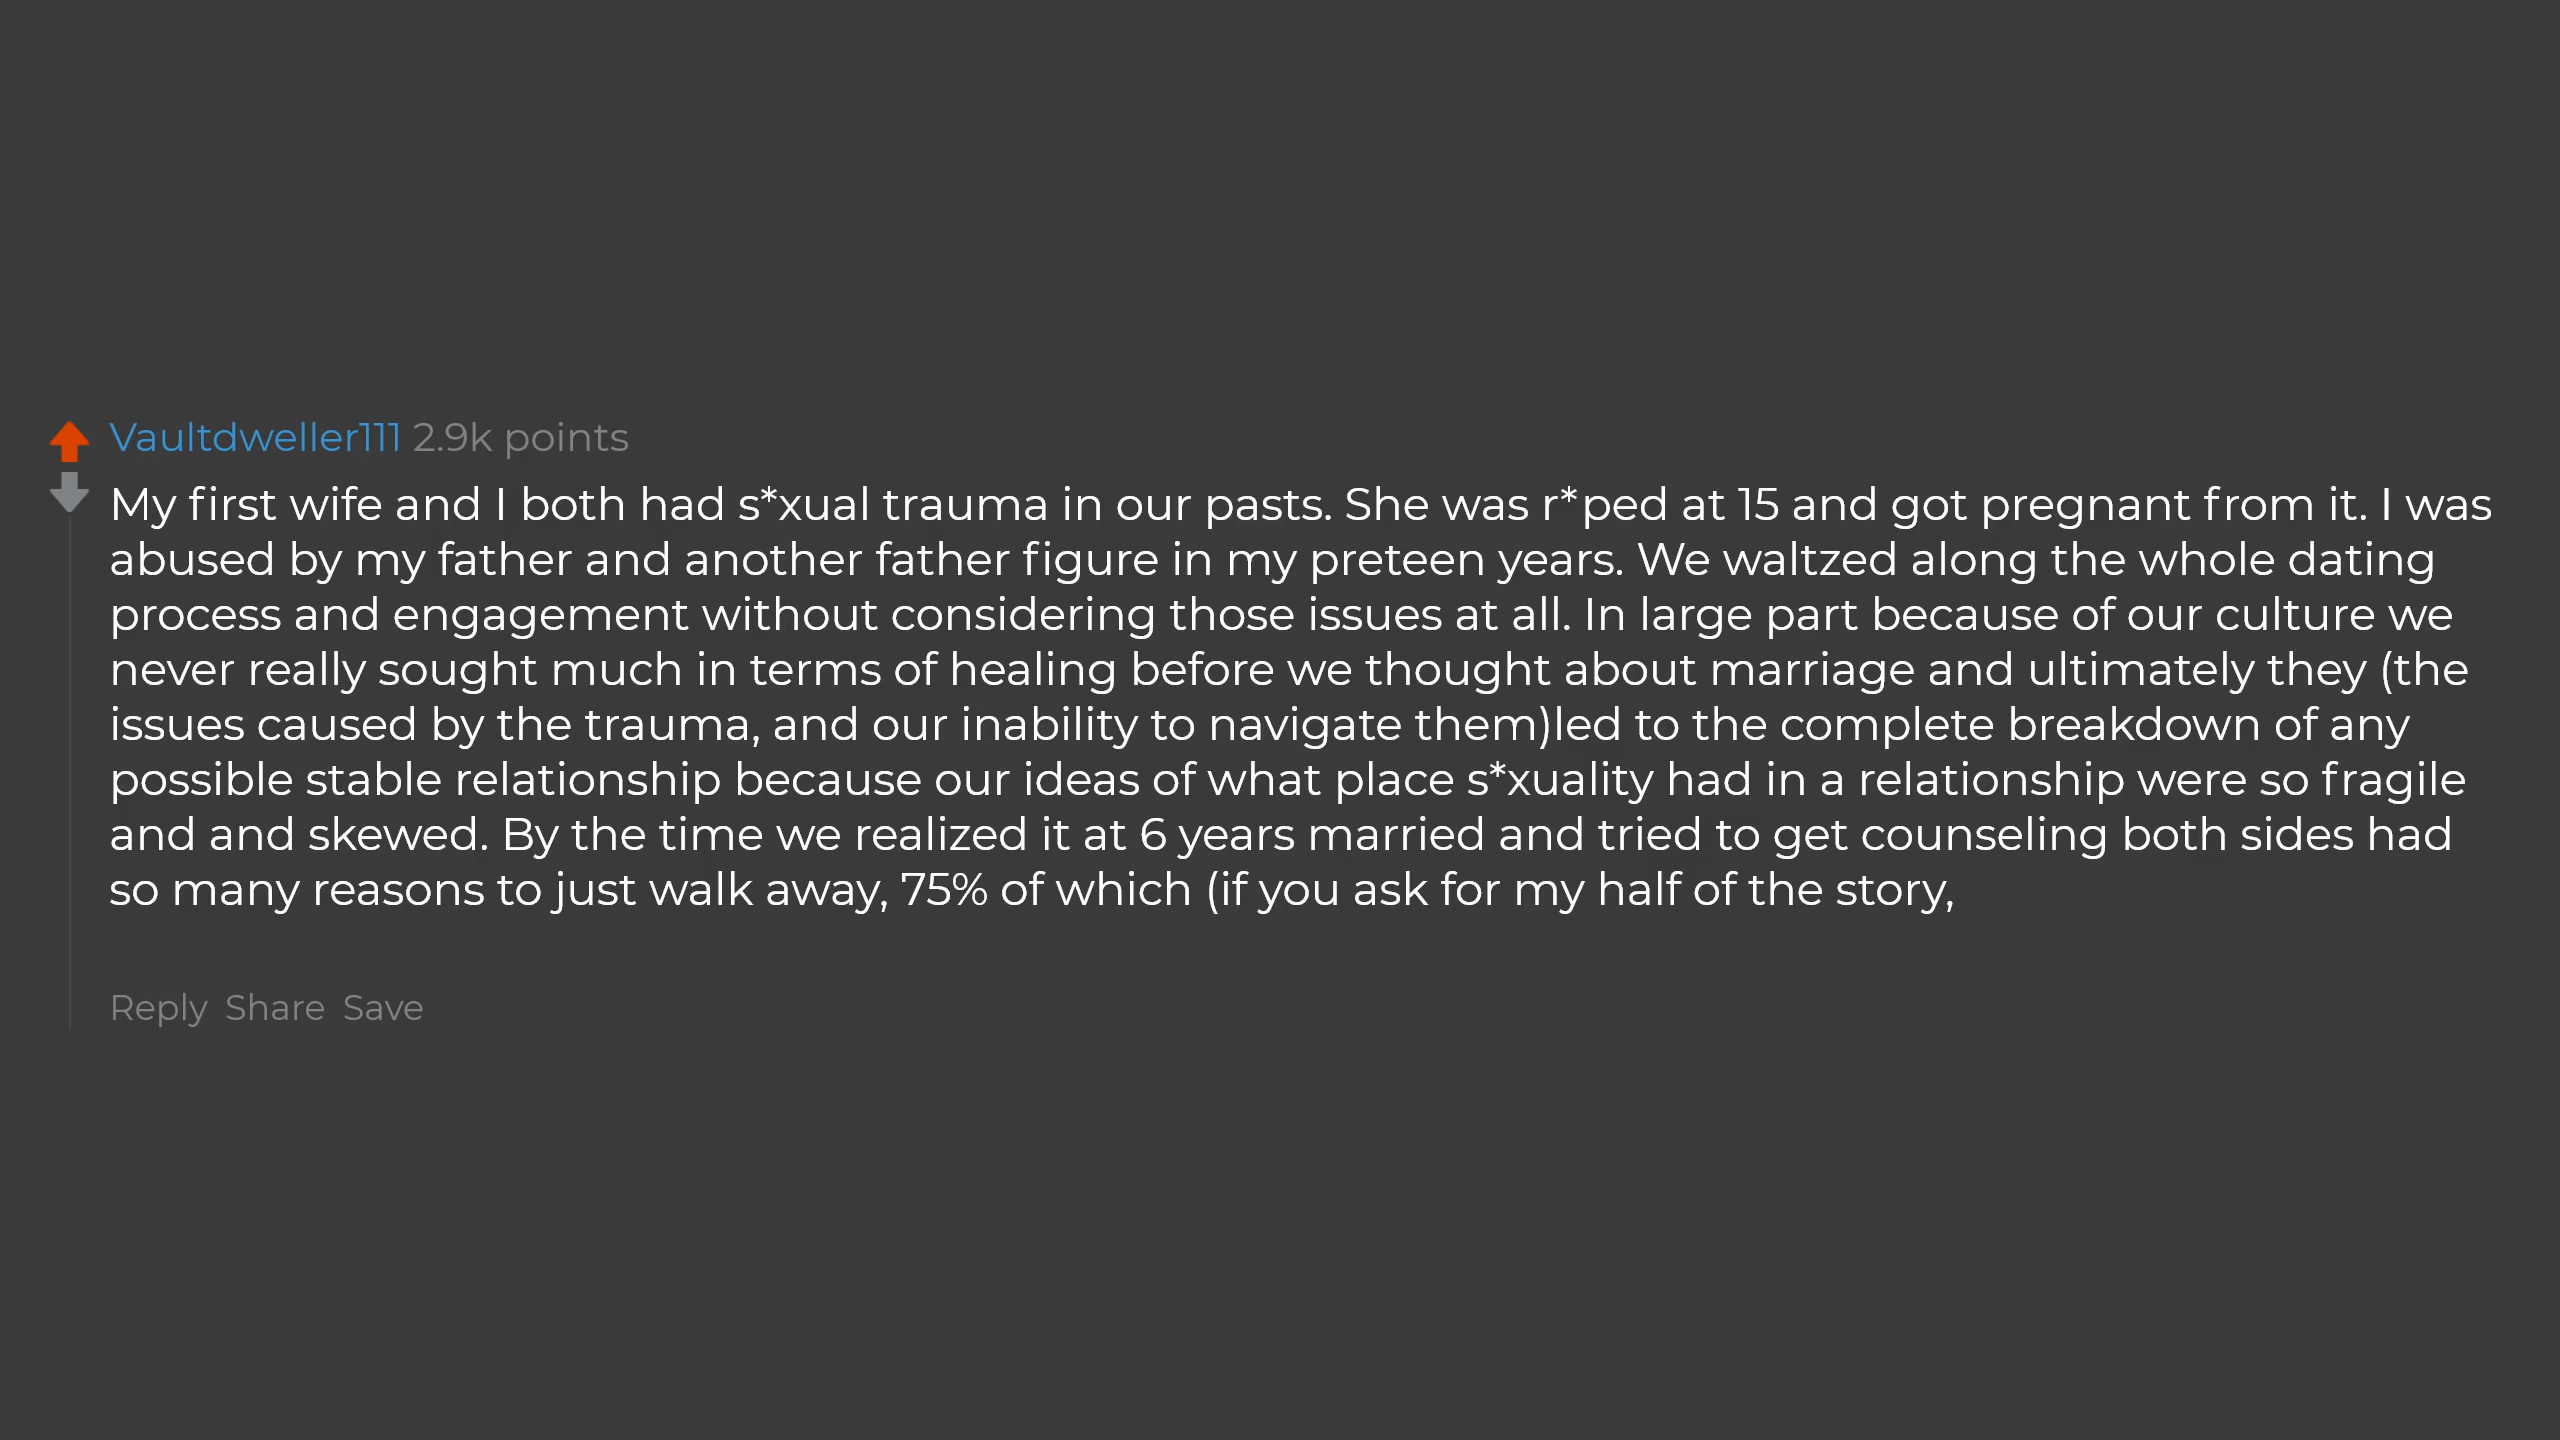 Vaultdweller111 2.9k points
My first wife and I both had s*xual trauma in our pasts. She was r*ped at 15 and got pregnant from it. I was
abused by my father and another father figure in my preteen years. We waltzed along the whole dating
process and engagement without considering those issues at all. In large part because of our culture we
never really sought much in terms of healing before we thought about marriage and ultimately they (the
issues caused by the trauma, and our inability to navigate them)led to the complete breakdown of any
possible stable relationship because our ideas of what place s*xuality had in a relationship were so fragile
and and skewed. By the time we realized it at 6 years married and tried to get counseling both sides had
so many reasons to just walk away, 75% of which (if you ask for my half of the story,
Reply Share Save